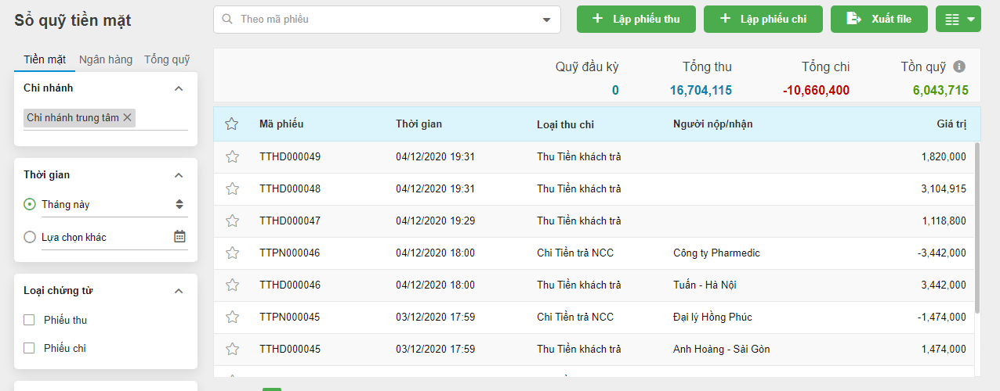 Sổ quỹ tiền mặt
Theo mã phiếu
Lập phiếu thu
Lập phiếu chi
Xuất file
Tiền mặt Ngân hàng Tổng quỹ
Chi nhánh
Chi nhánh trung tâm
Thời gian
Tháng này
Lựa chọn khác
Loại chứng từ
Phiếu thu
Phiếu chi
Quỹ đầu kỳ Tổng thu Tổng chi Tồn quỹ
0 16,704,115 -10,660,400 6,043,715
Mã phiếu Thời gian Loại thu chi Người nộp/nhận Giá trị
TTHD000049 04/12/2020 19:31 Thu Tiền khách trả 1,820,000
TTHD000048 04/12/2020 19:31 Thu Tiền khách trả 3,104,915
TTHD000047 04/12/2020 19:29 Thu Tiền khách trả 1,118,800
TTPN000046 04/12/2020 18:00 Chi Tiền trả NCC Công ty Pharmedic -3,442,000
TTHD000046 04/12/2020 18:00 Thu Tiền khách trả Tuấn - Hà Nội 3,442,000
TTPN000045 03/12/2020 17:59 Chi Tiền trả NCC Đại lý Hồng Phúc -1,474,000
TTHD000045 03/12/2020 17:59 Thu Tiền khách trả Anh Hoàng - Sài Gòn 1,474,000